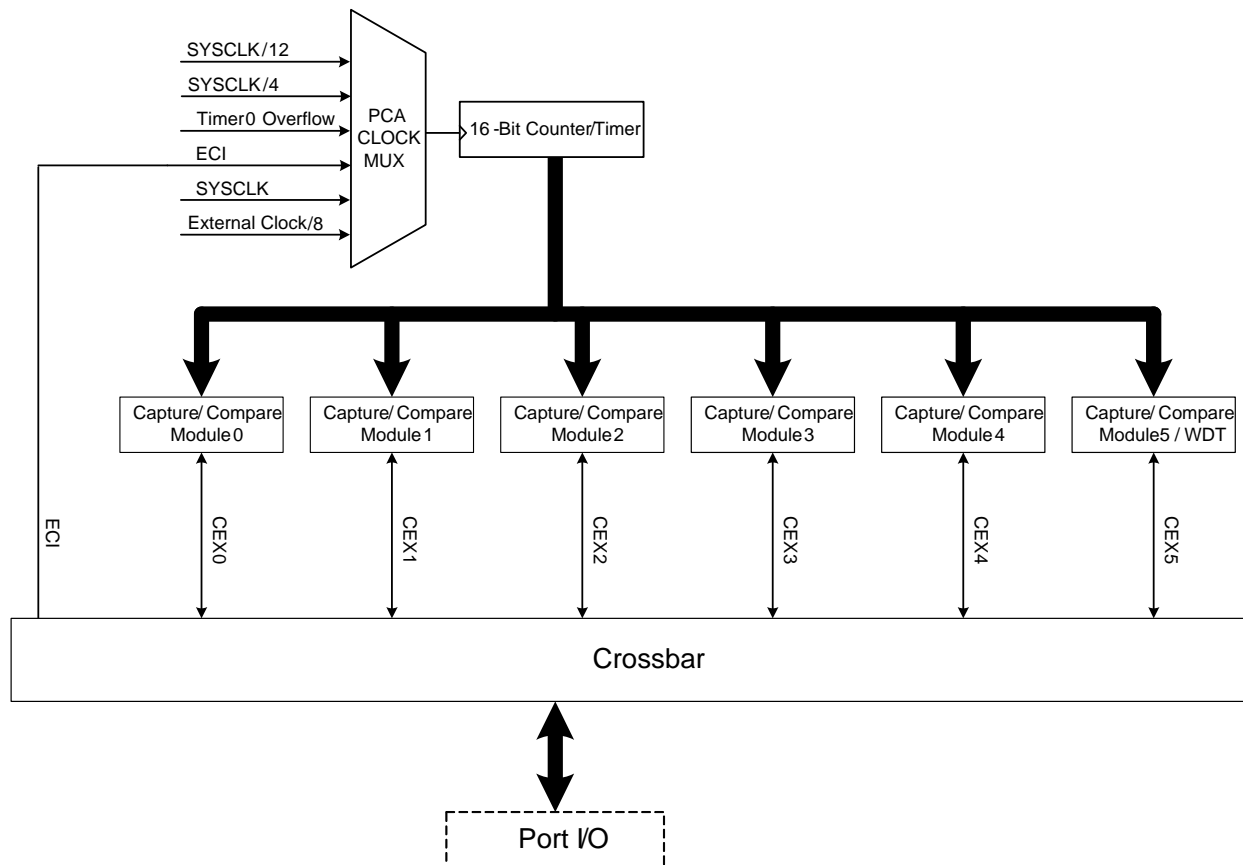 SYSCLK/12
SYSCLK/4
Timer0 Overflow
ECI
SYSCLK
External Clock/8
PCA
CLOCK
MUX
16-Bit Counter/Timer
Capture/Compare
Module0
Capture/Compare
Module1
Capture/Compare
Module2
Capture/Compare
Module3
Capture/Compare
Module4
Capture/Compare
Module5 / WDT
ECI
CEX0
CEX1
CEX2
CEX3
CEX4
CEX5
Crossbar
Port I/O